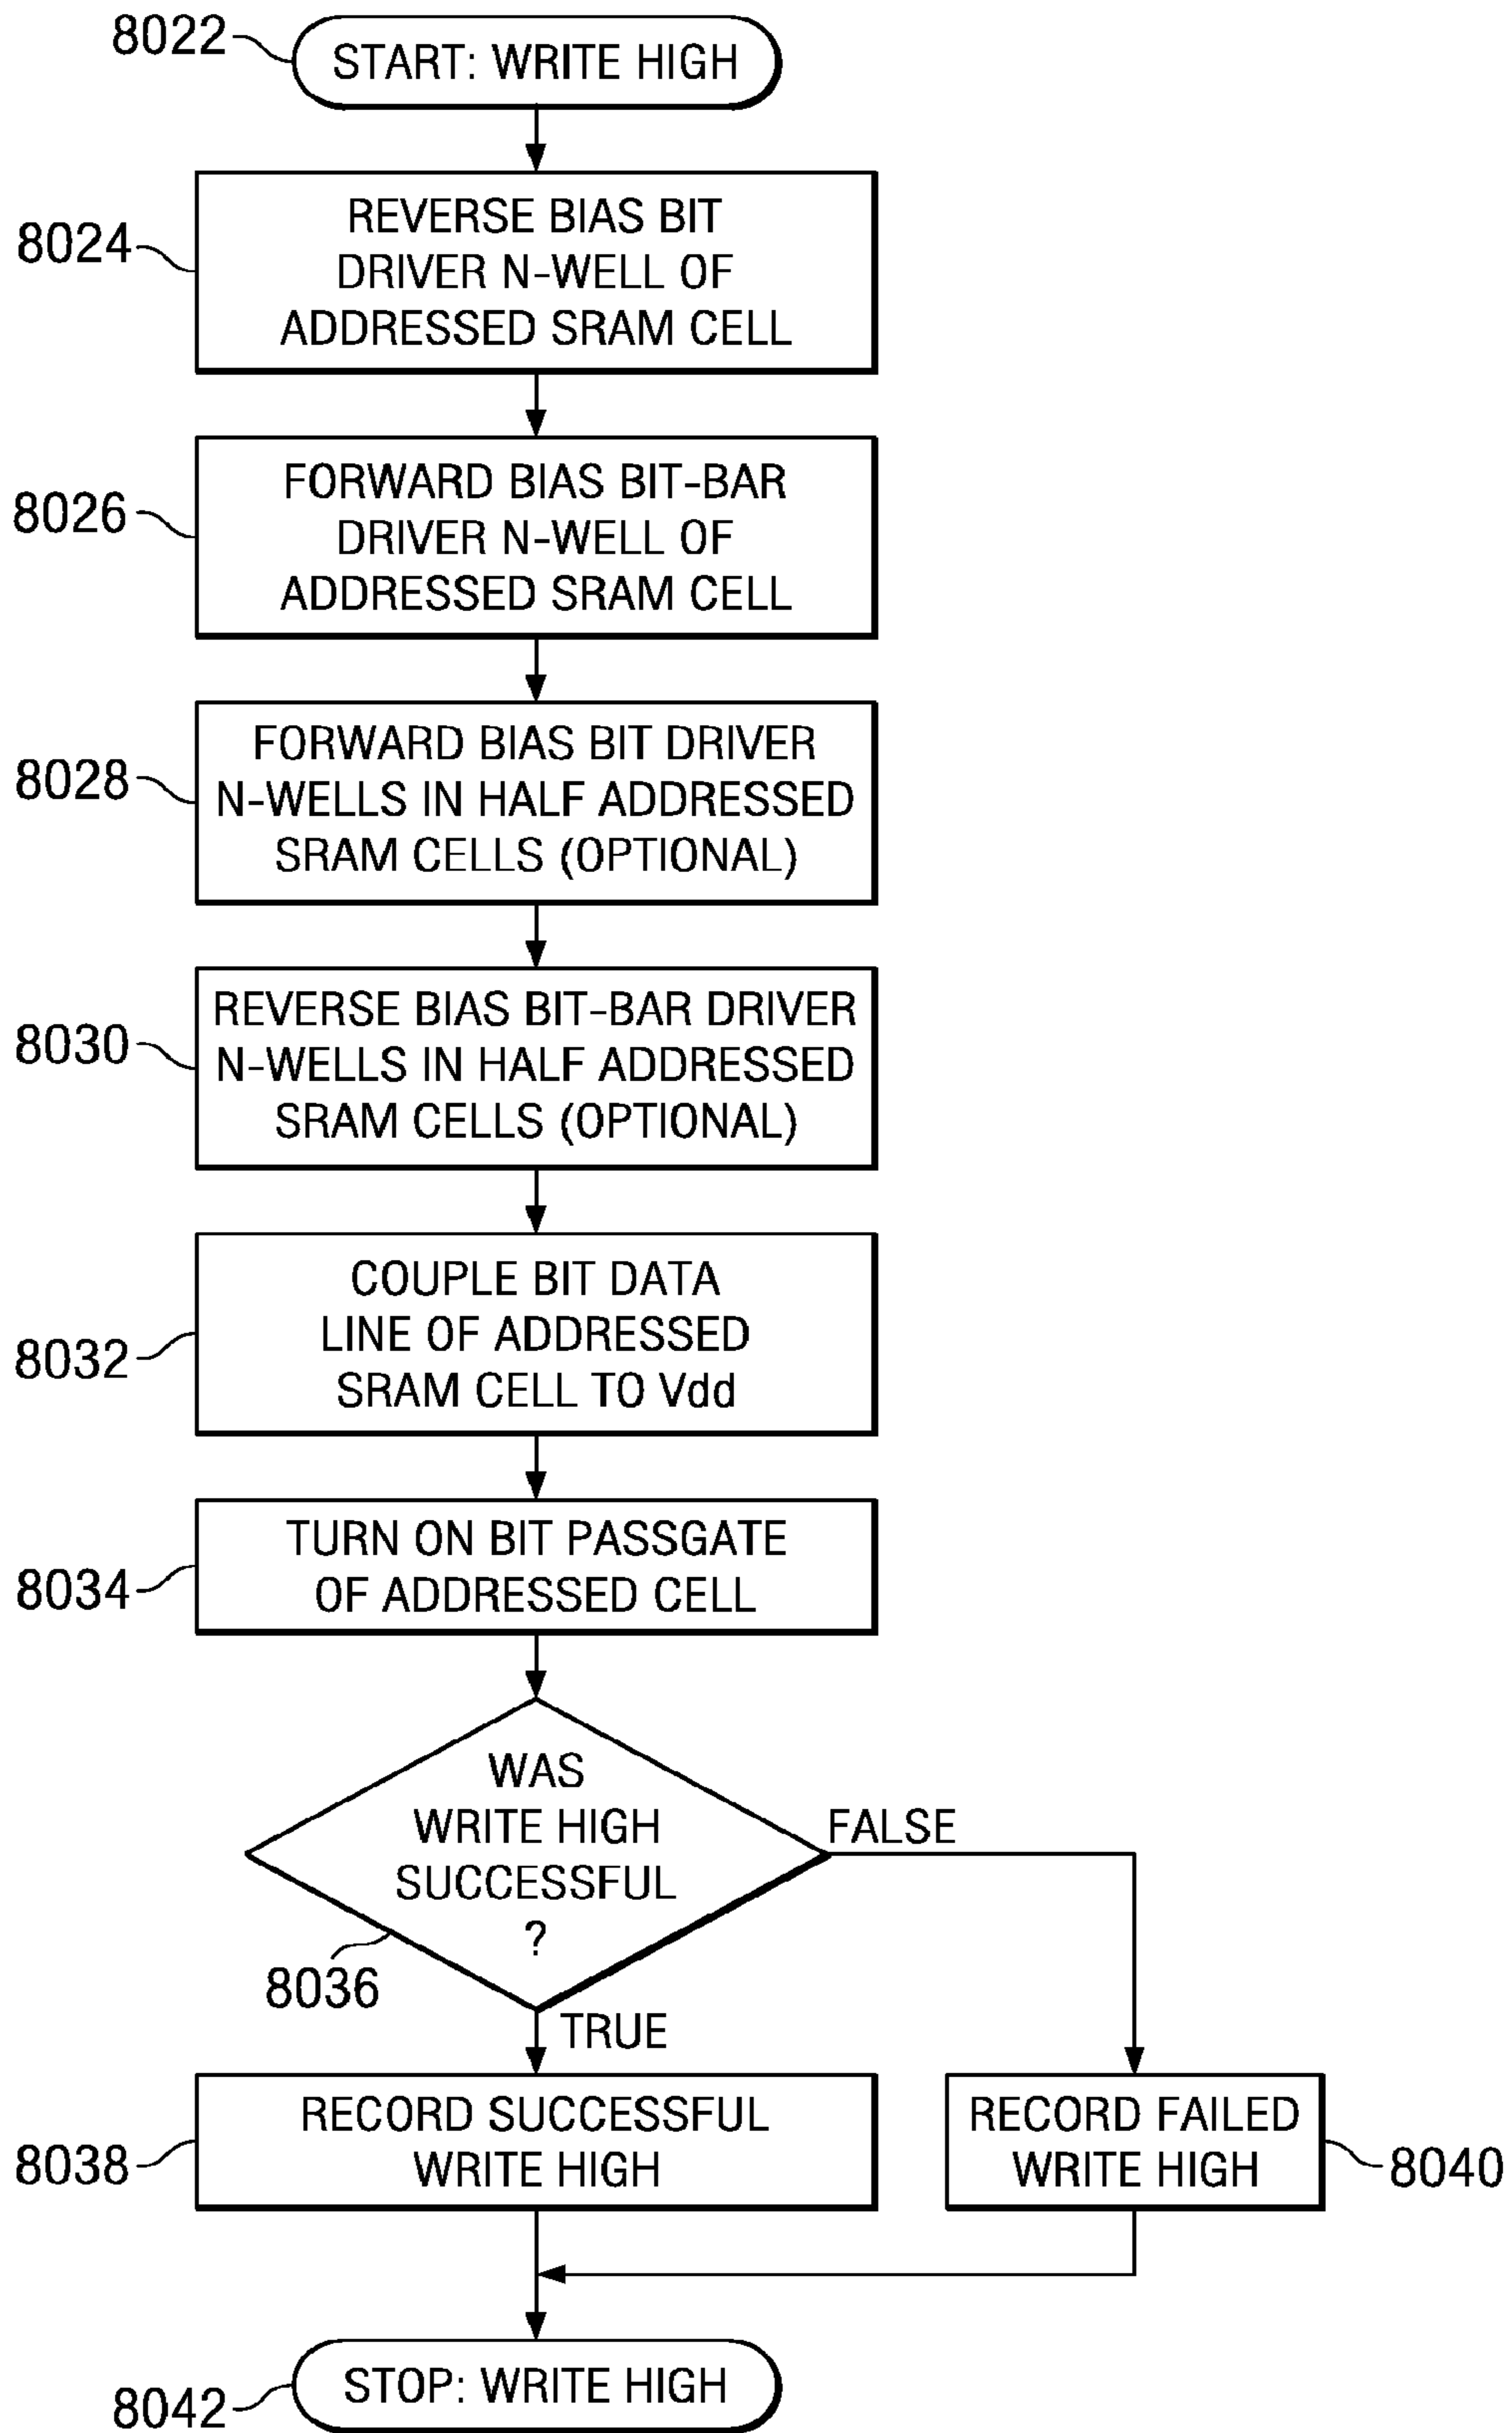 8022
START: WRITE HIGH
8024
REVERSE BIAS BIT
DRIVER N-WELL OF
ADDRESSED SRAM CELL
8026
FORWARD BIAS BIT-BAR
DRIVER N-WELL OF
ADDRESSED SRAM CELL
8028
FORWARD BIAS BIT DRIVER
N-WELLS IN HALF ADDRESSED
SRAM CELLS (OPTIONAL)
8030
REVERSE BIAS BIT-BAR DRIVER
N-WELLS IN HALF ADDRESSED
SRAM CELLS (OPTIONAL)
8032
COUPLE BIT DATA
LINE OF ADDRESSED
SRAM CELL TO Vdd
8034
TURN ON BIT PASSGATE
OF ADDRESSED CELL
WAS
WRITE HIGH
SUCCESSFUL
?
8036
FALSE
TRUE
8038
RECORD SUCCESSFUL
WRITE HIGH
RECORD FAILED
WRITE HIGH
8040
8042
STOP: WRITE HIGH